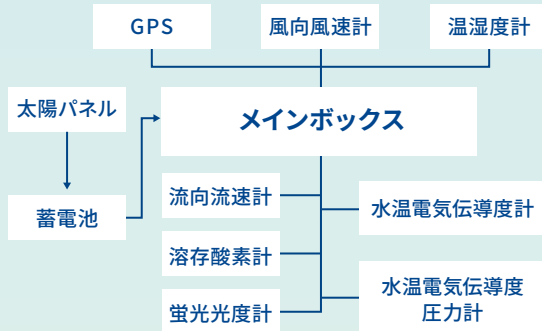 GPS
風向風速計
温湿度計
太陽パネル
メインボックス
蓄電池
流向流速計
水温電気伝導度計
溶存酸素計
水温電気伝導度
圧力計
蛍光光度計